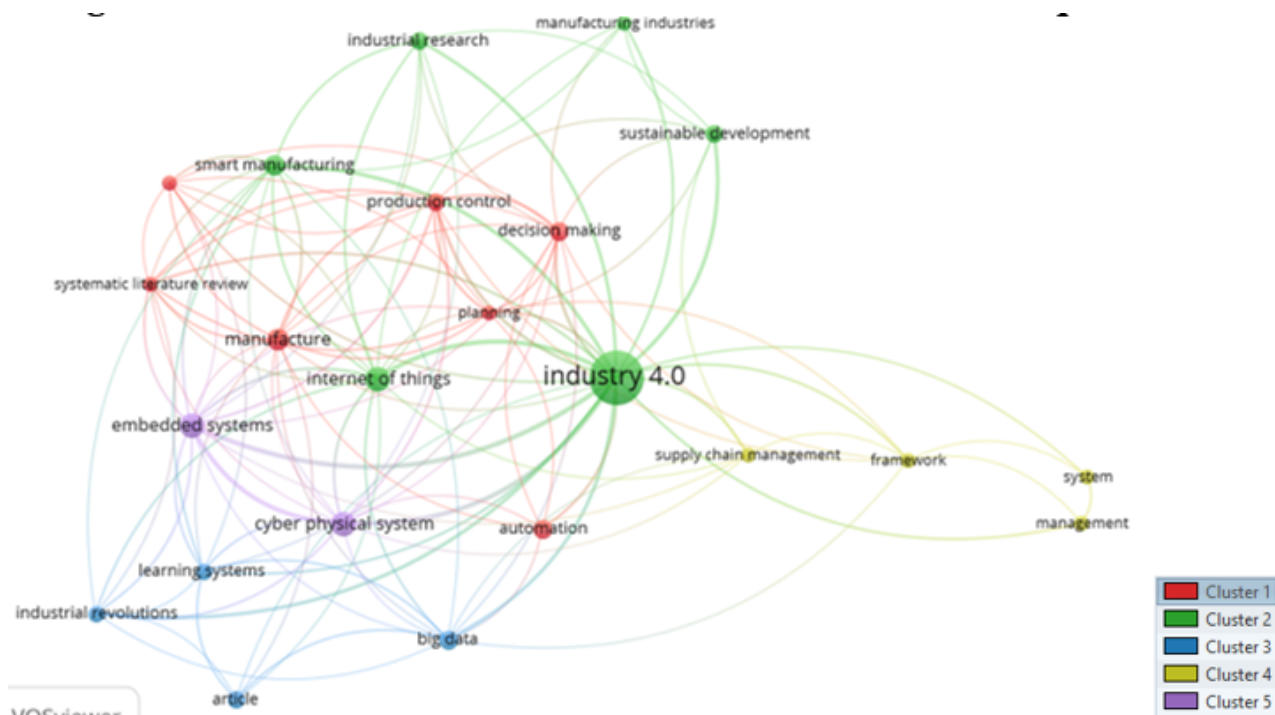 manufacturing industries
industrial research
sustainable development
smart manufacturing
production control
decision making
systematic literature review
planning
manufacture
internet of things
industry 4.0
embedded systems
supply chain management
framework
system
cyber physical system
automation
management
learning systems
industrial revolutions
big data
article
Cluster 1
Cluster 2
Cluster 3
Cluster 4
Cluster 5